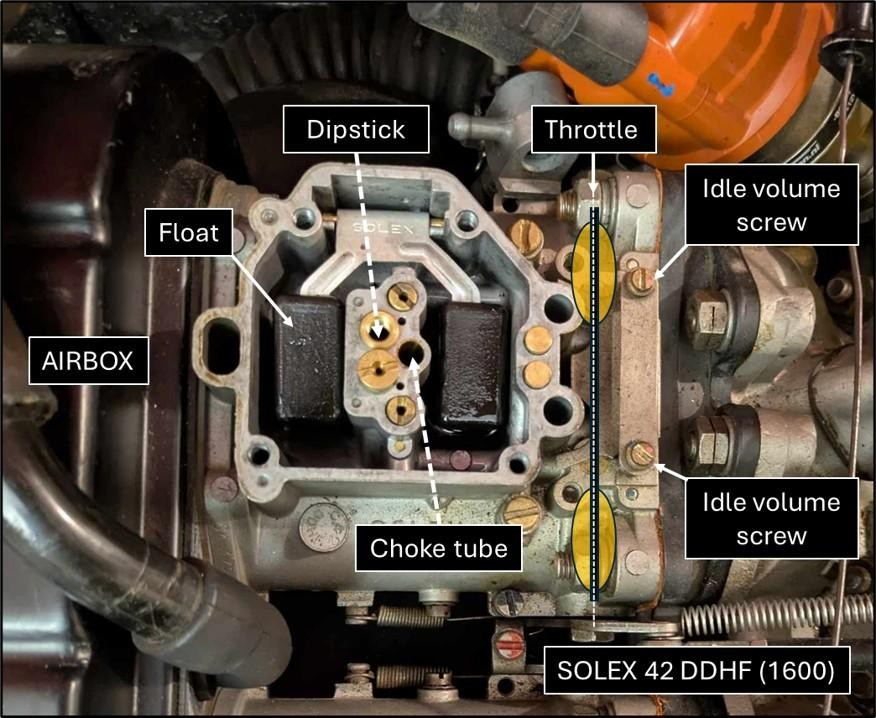 Dipstick
Throttle
Idle volume
screw
Float
SOLEX
AIRBOX
Idle volume
screw
Choke tube
SOLEX 42 DDHF (1600)